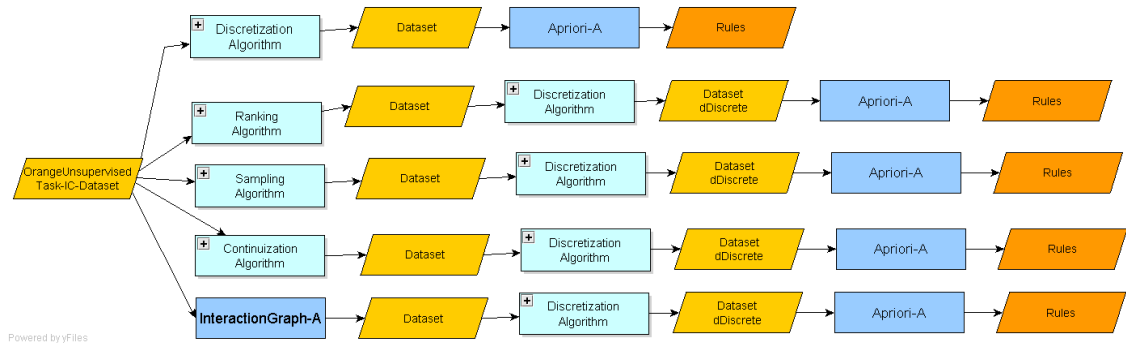 Discretization
Algorithm
Dataset
Apriori-A
Rules
Ranking
Algorithm
Dataset
Discretization
Algorithm
Dataset
dDiscrete
Apriori-A
Rules
OrangeUnsupervised
Task-IC-Dataset
Sampling
Algorithm
Dataset
Discretization
Algorithm
Dataset
dDiscrete
Apriori-A
Rules
Continuization
Algorithm
Dataset
Discretization
Algorithm
Dataset
dDiscrete
Apriori-A
Rules
InteractionGraph-A
Dataset
Discretization
Algorithm
Dataset
dDiscrete
Apriori-A
Rules
Powered by yFiles